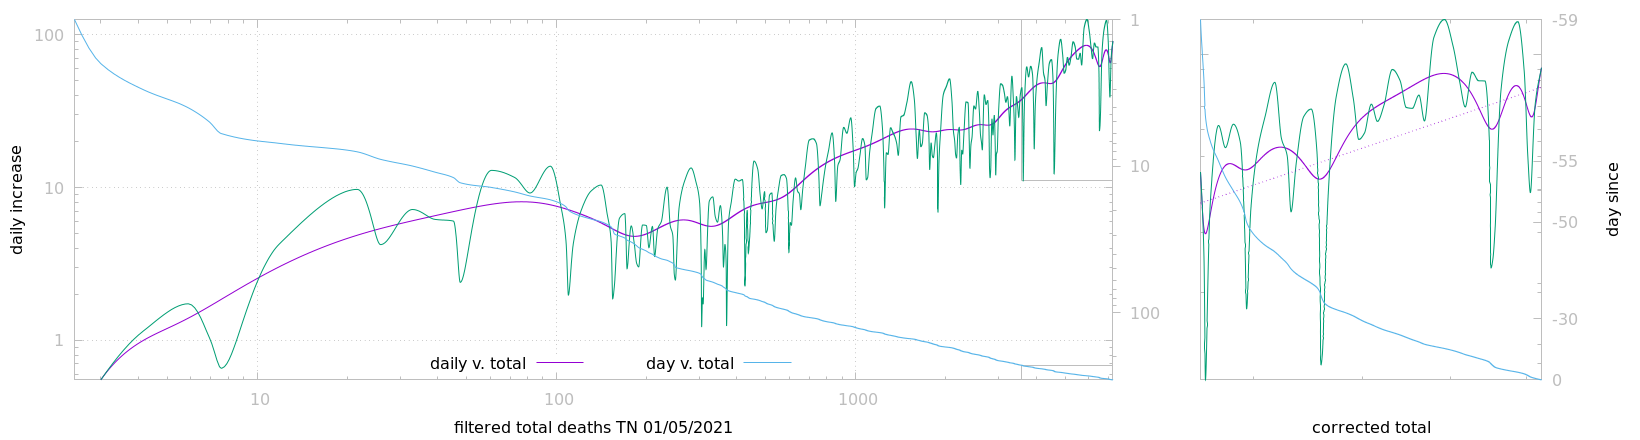 100
10
1
daily increase
10
100
1000
filtered total deaths TN 01/05/2021
daily v. total
day v. total
1
10
100
-59
-55
-50
-30
0
day since
corrected total